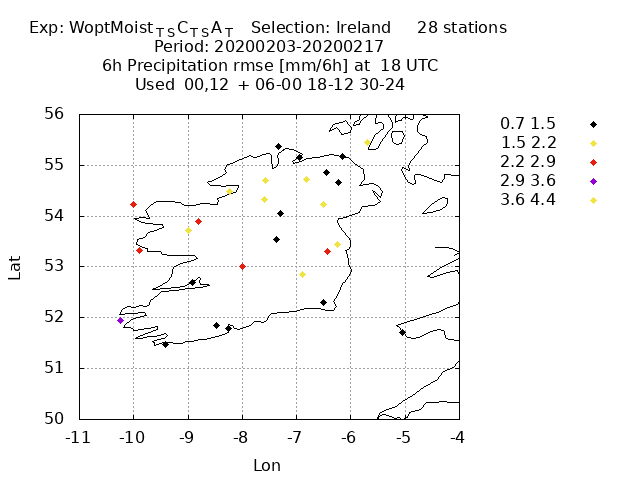 Exp: WoptMoist_TS C_TS A_T Selection: Ireland 28 stations
Period: 20200203-20200217
6h Precipitation rmse [mm/6h] at 18 UTC
Used 00,12 + 06-00 18-12 30-24
0.7 1.5
1.5 2.2
2.2 2.9
2.9 3.6
3.6 4.4
56
55
54
53
52
51
50
Lat
-11 -10 -9 -8 -7 -6 -5 -4
Lon